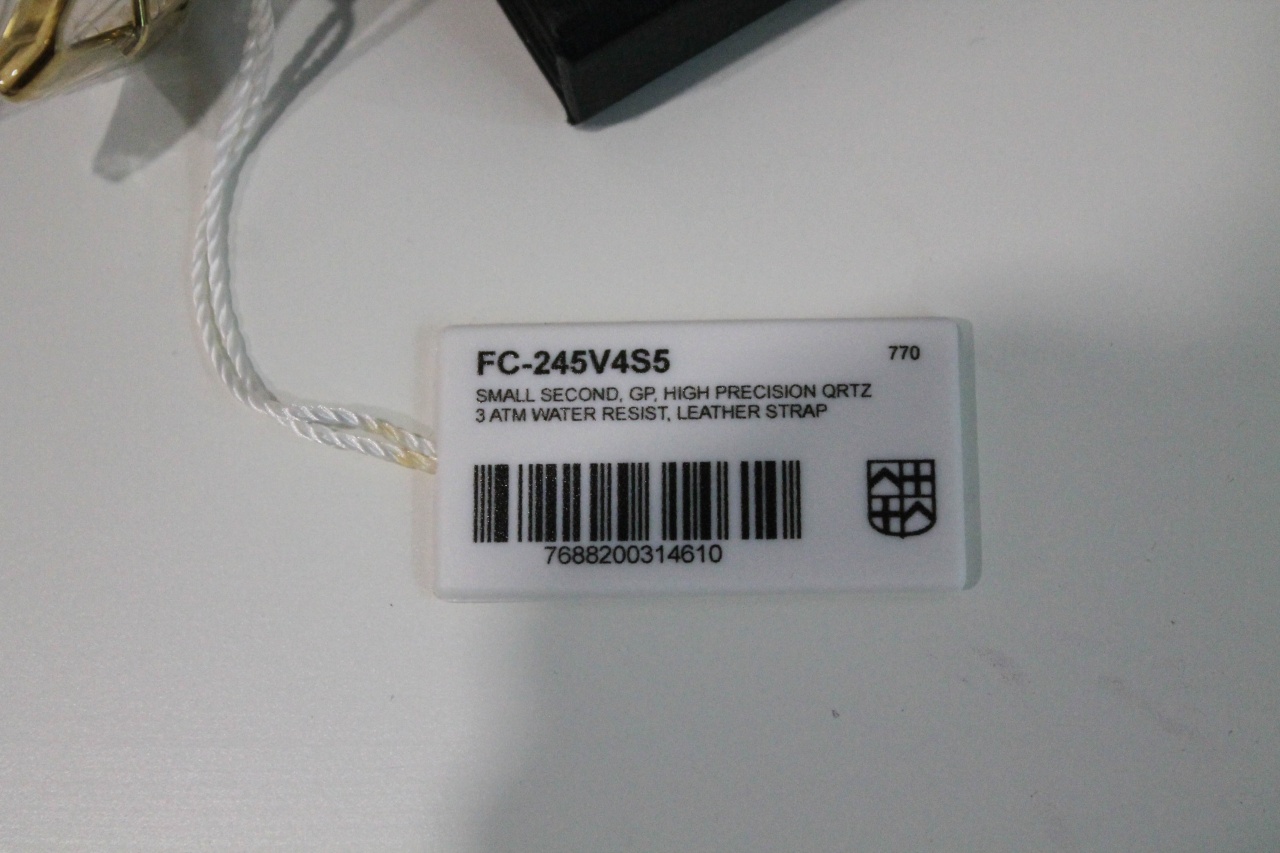 FC-245V4S5 770
SMALL SECOND, GP, HIGH PRECISION QRTZ
3 ATM WATER RESIST, LEATHER STRAP
7688200314610